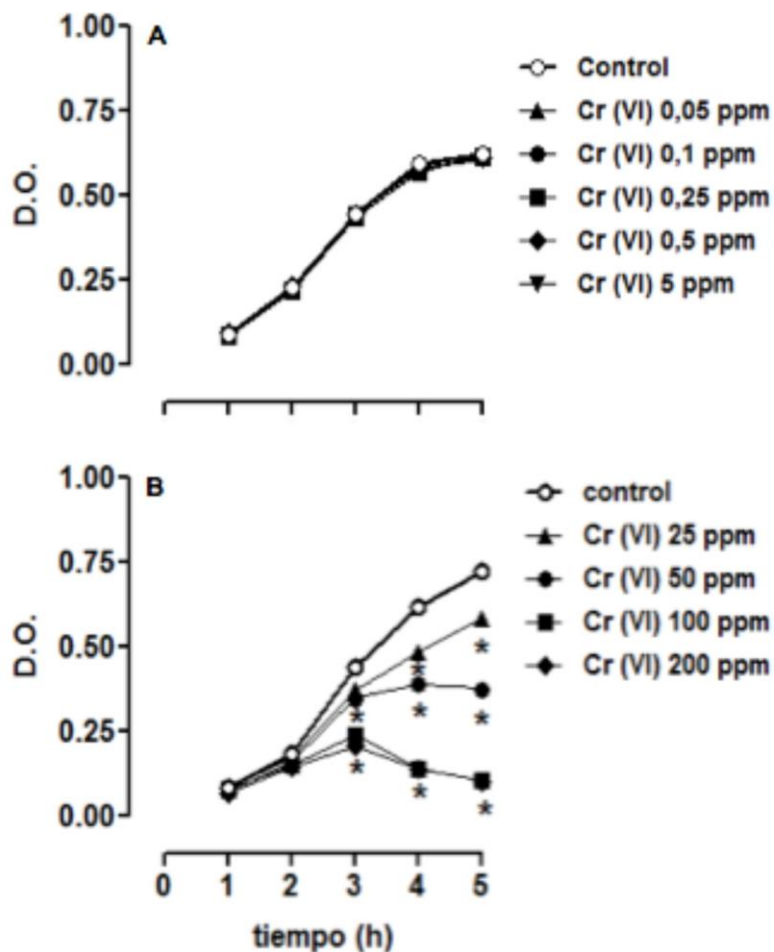 A
1.00
0.75
0.50
0.25
0.00
D.O.
Control
Cr (VI) 0,05 ppm
Cr (VI) 0,1 ppm
Cr (VI) 0,25 ppm
Cr (VI) 0,5 ppm
Cr (VI) 5 ppm
B
1.00
0.75
0.50
0.25
0.00
D.O.
control
Cr (VI) 25 ppm
Cr (VI) 50 ppm
Cr (VI) 100 ppm
Cr (VI) 200 ppm
* *
* * *
* * *
0 1 2 3 4 5
tiempo (h)